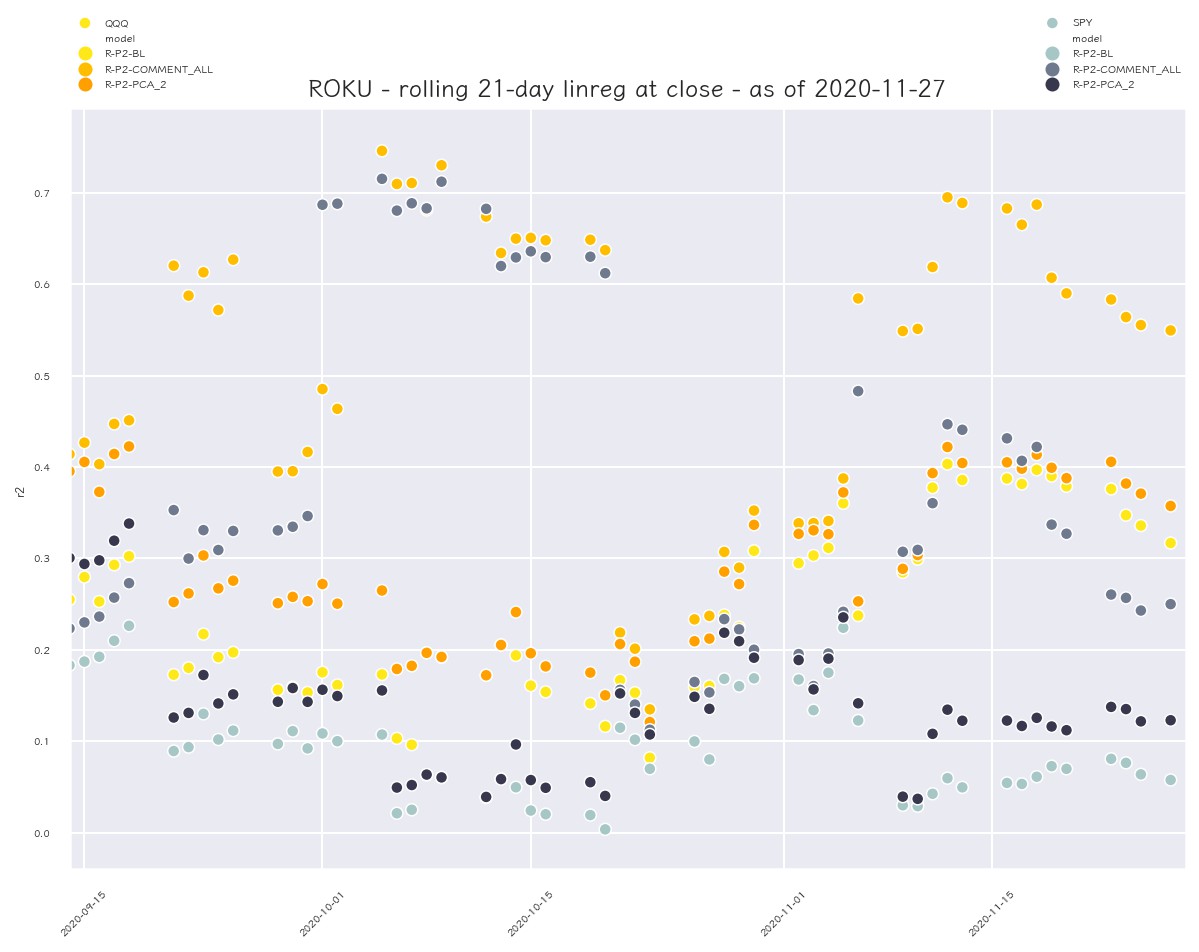 QQQ
model
R-P2-BL
R-P2-COMMENT_ALL
R-P2-PCA_2
SPY
model
R-P2-BL
R-P2-COMMENT_ALL
R-P2-PCA_2
ROKU - rolling 21-day linreg at close - as of 2020-11-27
0.7
0.6
0.5
0.4
0.3
0.2
0.1
0.0
r2
2020-09-15
2020-10-01
2020-10-15
2020-11-01
2020-11-15